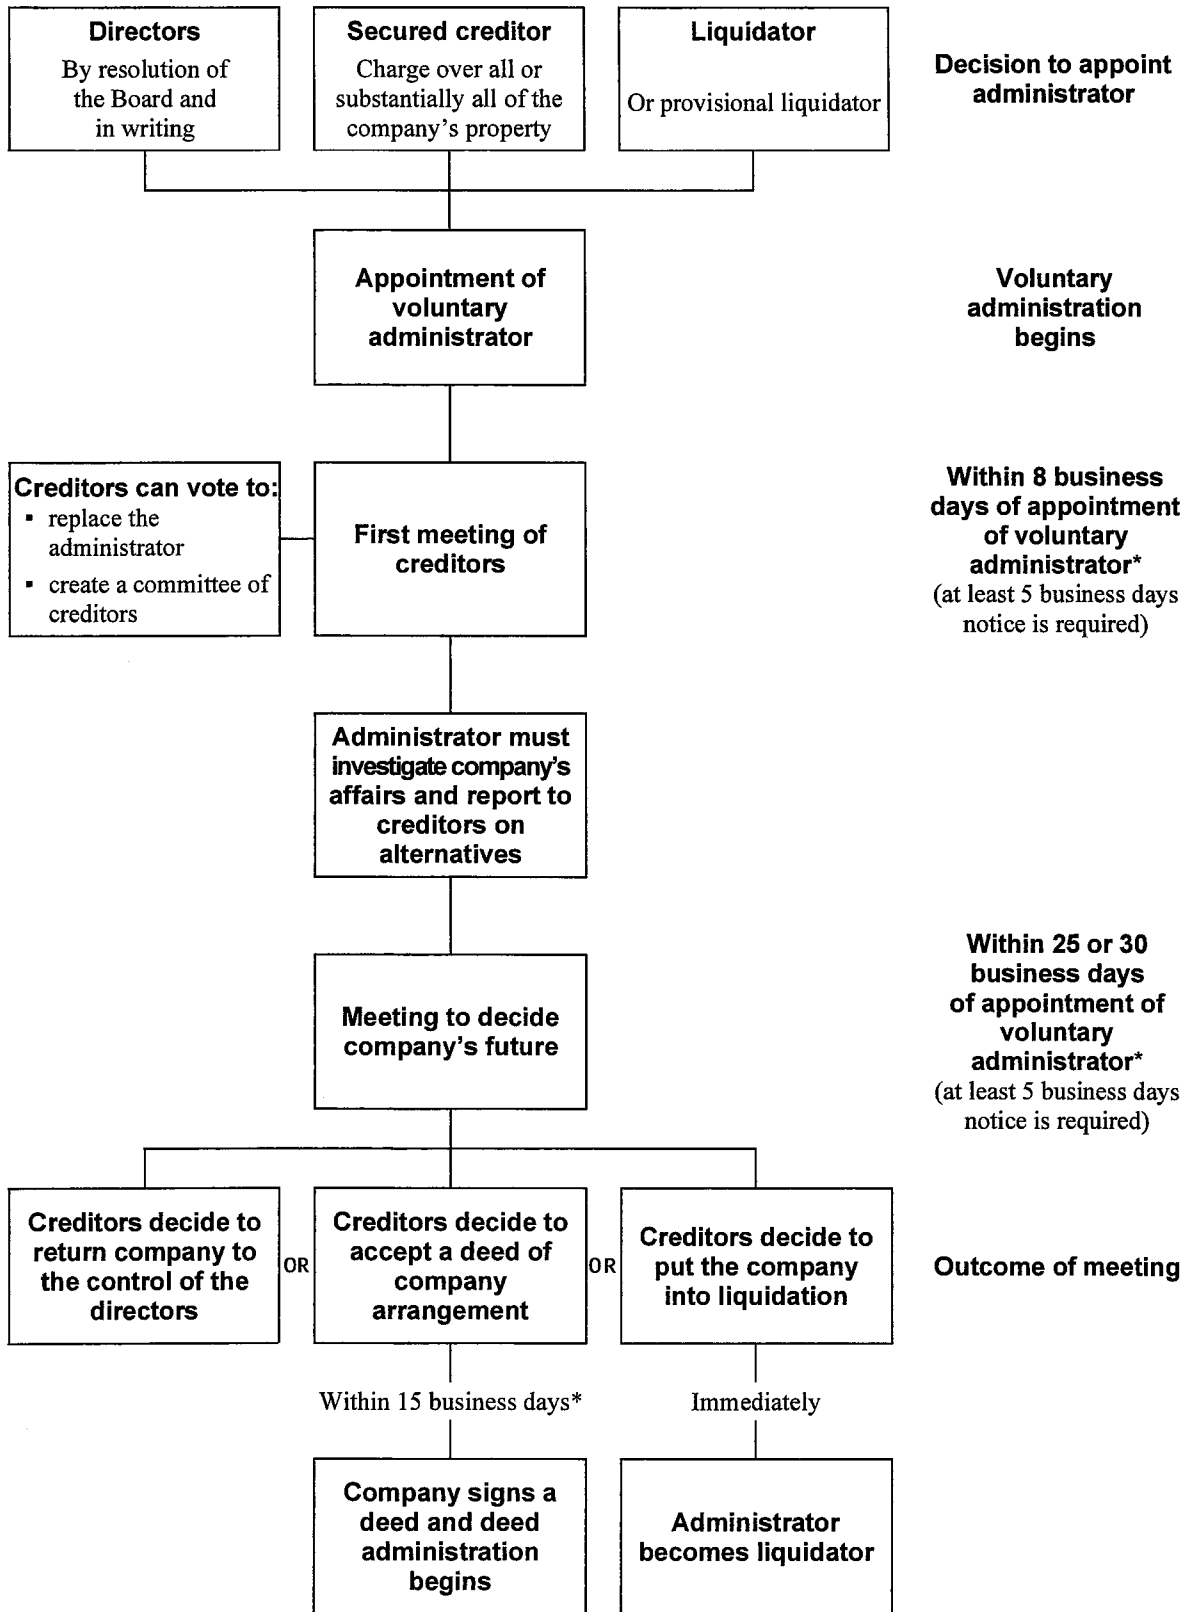 Directors
By resolution of
the Board and
in writing
Secured creditor
Charge over all or
substantially all of the
company's property
Liquidator
Or provisional liquidator
Decision to appoint
administrator
Appointment of
voluntary
administrator
Voluntary
administration
begins
Creditors can vote to:
▪ replace the
administrator
▪ create a committee of
creditors
First meeting of
creditors
Within 8 business
days of appointment
of voluntary
administrator*
(at least 5 business days
notice is required)
Administrator must
investigate company's
affairs and report to
creditors on
alternatives
Meeting to decide
company's future
Within 25 or 30
business days
of appointment of
voluntary
administrator*
(at least 5 business days
notice is required)
Creditors decide to
return company to
the control of the
directors
OR
Creditors decide to
accept a deed of
company
arrangement
OR
Creditors decide to
put the company
into liquidation
Outcome of meeting
Within 15 business days*
Immediately
Company signs a
deed and deed
administration
begins
Administrator
becomes liquidator